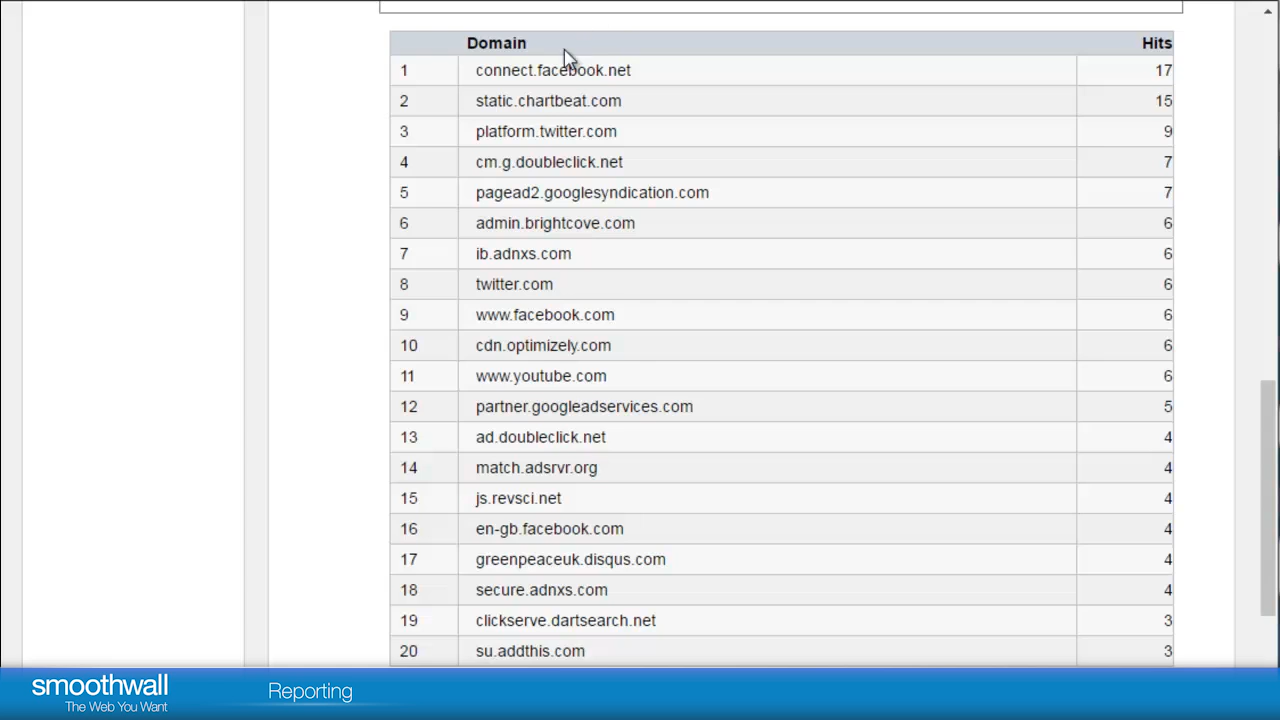 Domain Hits
1 connect.facebook.net 17
2 static.chartbeat.com 15
3 platform.twitter.com 9
4 cm.g.doubleclick.net 7
5 pagead2.googlesyndication.com 7
6 admin.brightcove.com 6
7 ib.adnxs.com 6
8 twitter.com 6
9 www.facebook.com 6
10 cdn.optimizely.com 6
11 www.youtube.com 6
12 partner.googleadservices.com 5
13 ad.doubleclick.net 4
14 match.adsrvr.org 4
15 js.revsci.net 4
16 en-gb.facebook.com 4
17 greenpeaceuk.disqus.com 4
18 secure.adnxs.com 4
19 clickserve.dartsearch.net 3
20 su.addthis.com 3
smoothwall Reporting
The Web You Want